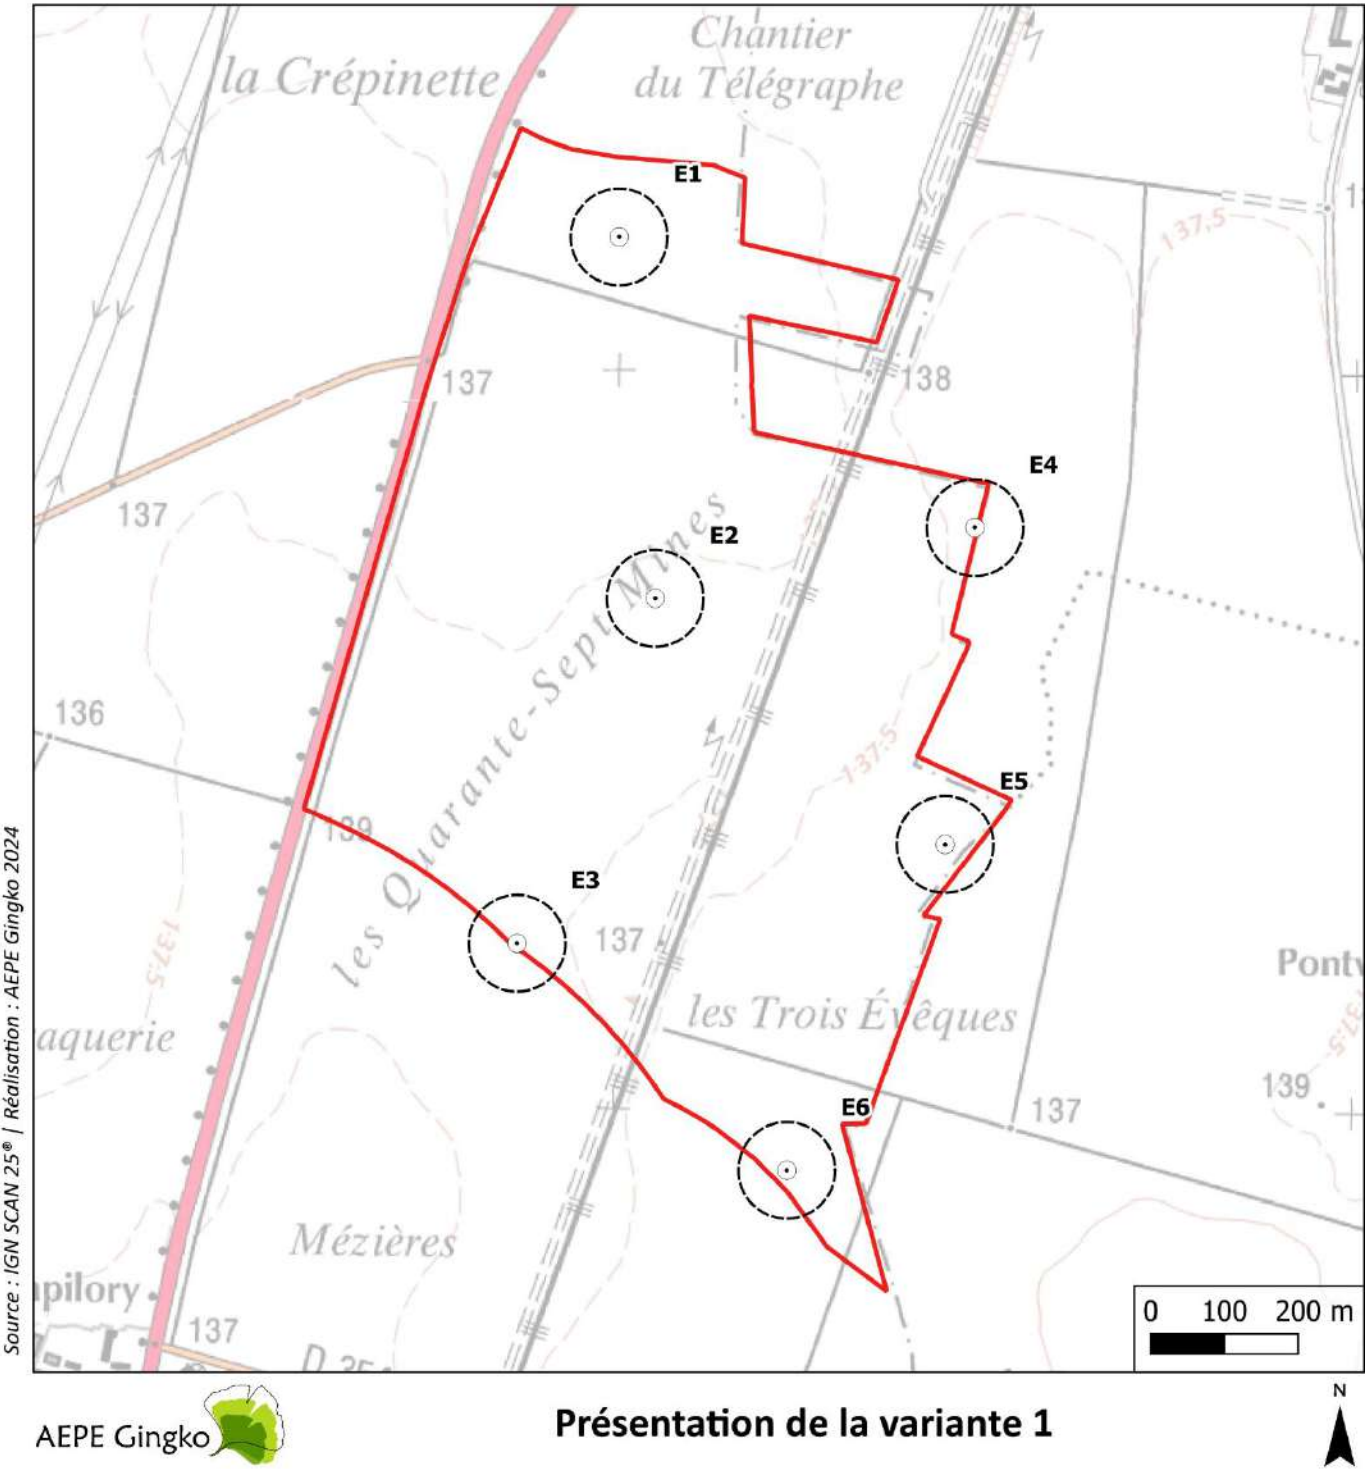 Chantier
du Télégraphe
la Crépinette
E1
137,5
137
138
E4
137
E2
les Quarante-Sept Mines
136
137.5
E5
139
E3
137
137.5
Pont
les Trois Évêques
aquerie
137.5
139
E6
137
Mézières
pilory
137
0 100 200 m
Source : IGN SCAN 25® | Réalisation : AEPE Gingko 2024
AEPE Gingko
Présentation de la variante 1
N